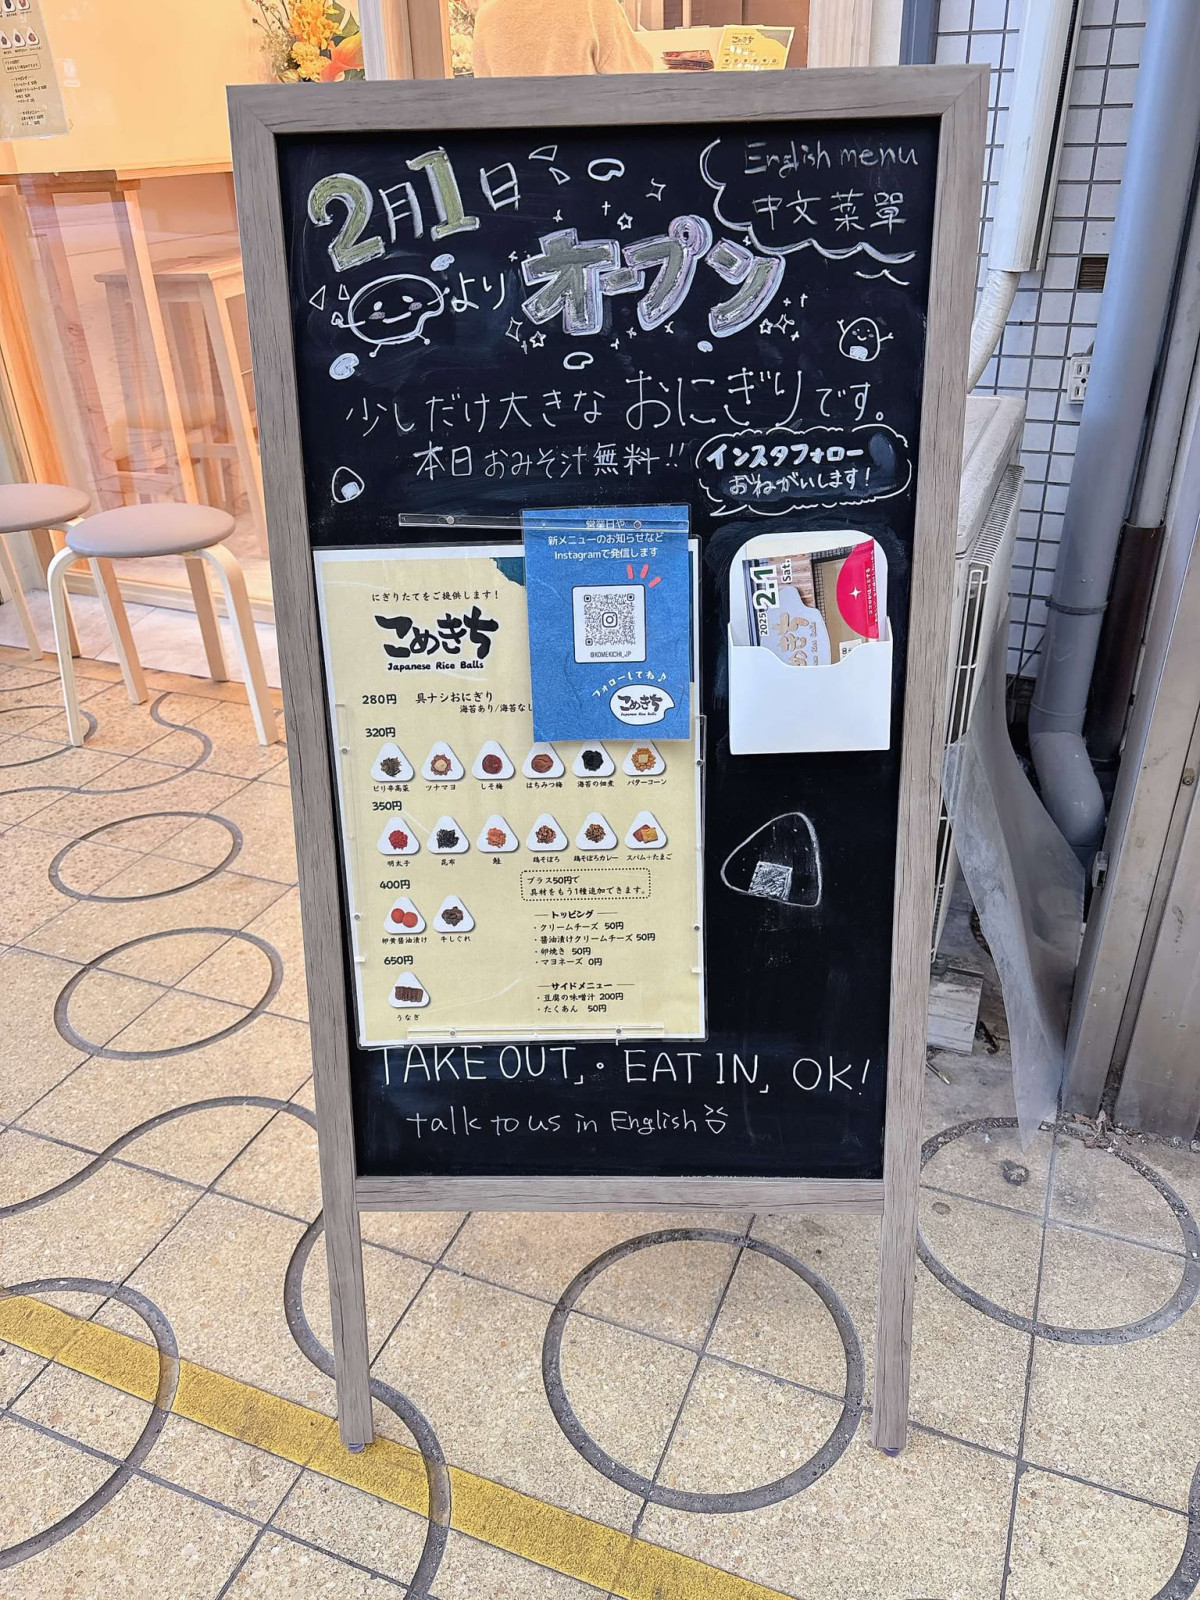 English menu
中文菜單
2月1日
よりオープン
少しだけ大きなおにぎりです。
本日おみそ汁無料!!
インスタフォロー
おねがいします!
営業日や
新メニューのお知らせなど
Instagramで発信します
@KOMEKICHI_JP
フォローしてね♪
こめきち
Japanese Rice Balls
2025
2.1
Sat.
にぎりたてをご提供します!
こめきち
Japanese Rice Balls
280円 具ナシおにぎり
海苔あり/海苔なし
320円
ピリ辛高菜 ツナマヨ しそ梅 はちみつ梅 海苔の佃煮 バターコーン
350円
明太子 昆布 鮭 鶏そぼろ 鶏そぼろカレー スパム+たまご
400円
卵黄醤油漬け 牛しぐれ
650円
うなぎ
プラス50円で
具材をもう1種追加できます。
トッピング
・クリームチーズ 50円
・醤油漬けクリームチーズ 50円
・卵焼き 50円
・マヨネーズ 0円
サイドメニュー
・豆腐の味噌汁 200円
・たくあん 50円
TAKE OUT」・EAT IN」OK!
talk to us in English